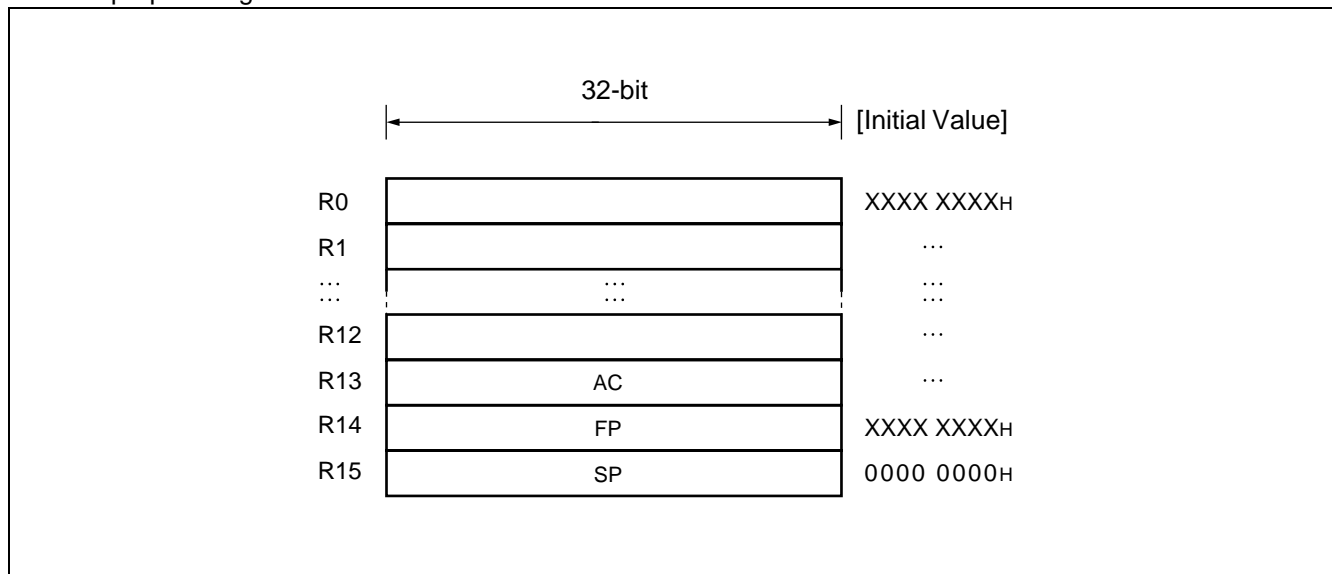 32-bit
[Initial Value]
R0 XXXX XXXXH
R1 ...
... ... ...
... ... ...
R12 ...
R13 AC ...
R14 FP XXXX XXXXH
R15 SP 0000 0000H